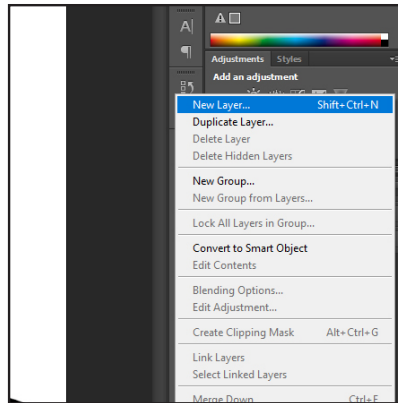 A|
¶
Adjustments Styles
Add an adjustment
New Layer... Shift+Ctrl+N
Duplicate Layer...
Delete Layer
Delete Hidden Layers
New Group...
New Group from Layers...
Lock All Layers in Group...
Convert to Smart Object
Edit Contents
Blending Options...
Edit Adjustment...
Create Clipping Mask Alt+Ctrl+G
Link Layers
Select Linked Layers
Merge Down Ctrl+E